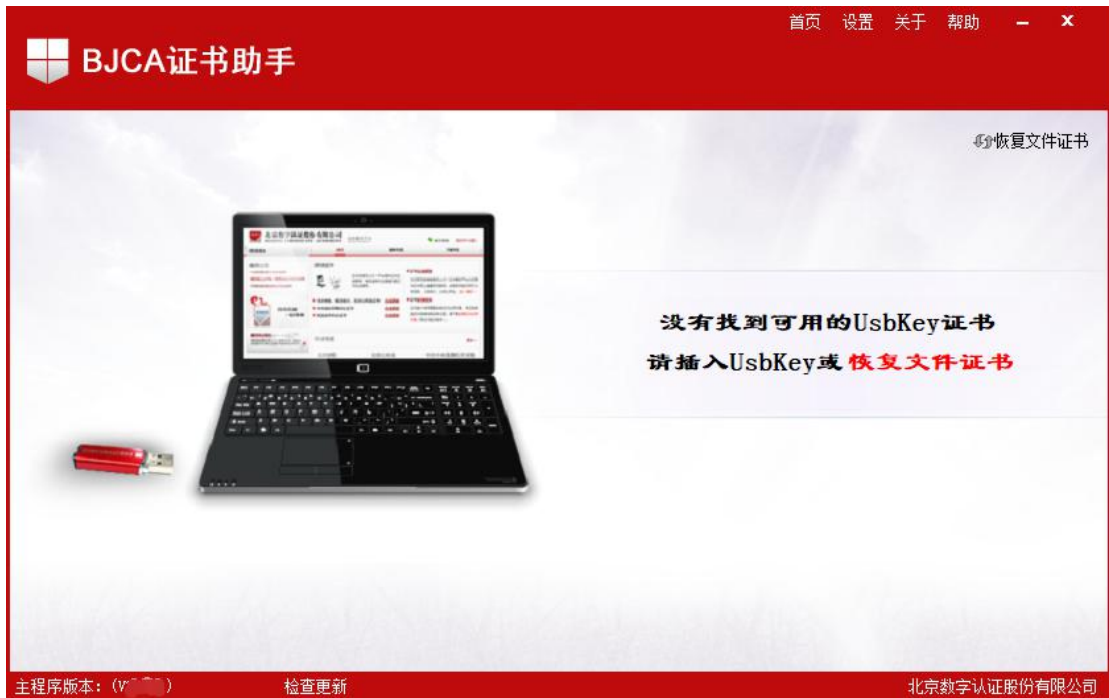 首页 设置 关于 帮助
BJCA证书助手
恢复文件证书
没有找到可用的UsbKey证书
请插入UsbKey或恢复文件证书
主程序版本：(V ) 检查更新 北京数字认证股份有限公司